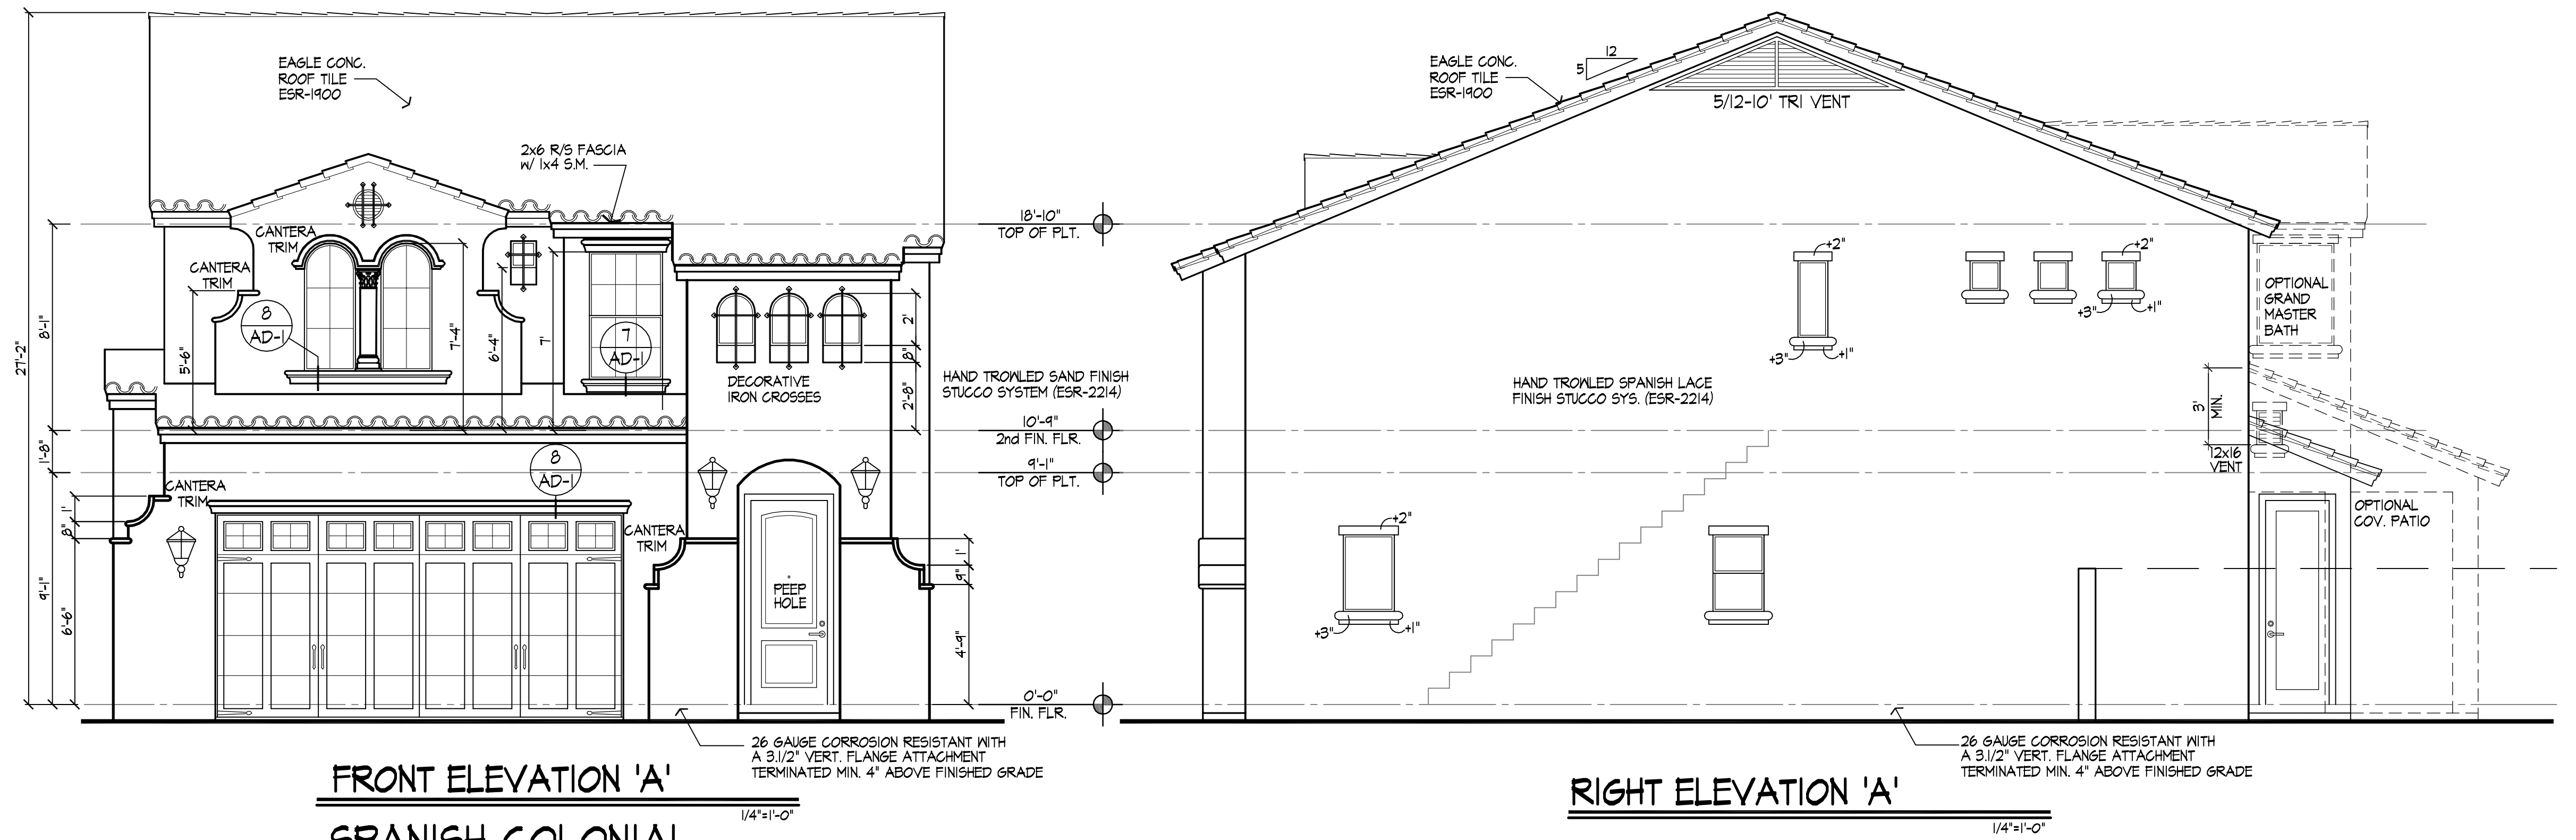 EAGLE CONC.
ROOF TILE
ESR-1900
2x6 R/S FASCIA
w/ 1x4 S.M.
CANTERA
TRIM
CANTERA
TRIM
8
AD-1
7
AD-1
27'-2"
8'-1"
5'-6"
7'-4"
6'-4"
7'
2'
8"
2'-8"
DECORATIVE
IRON CROSSES
HAND TROWLED SAND FINISH
STUCCO SYSTEM (ESR-2214)
1'-8"
9'-1"
1'
8"
6'-6"
CANTERA
TRIM
8
AD-1
CANTERA
TRIM
PEEP
HOLE
1'
9"
4'-9"
18'-10"
TOP OF PLT.
10'-9"
2nd FIN. FLR.
9'-1"
TOP OF PLT.
0'-0"
FIN. FLR.
26 GAUGE CORROSION RESISTANT WITH
A 3.1/2" VERT. FLANGE ATTACHMENT
TERMINATED MIN. 4" ABOVE FINISHED GRADE
FRONT ELEVATION 'A'
1/4"=1'-0"
SPANISH COLONIAL
EAGLE CONC.
ROOF TILE
ESR-1900
12
5
5/12-10' TRI VENT
+2"
+3"
+1"
+2"
+3"
+1"
OPTIONAL
GRAND
MASTER
BATH
HAND TROWLED SPANISH LACE
FINISH STUCCO SYS. (ESR-2214)
3'
MIN.
12x16
VENT
+2"
+3"
+1"
OPTIONAL
COV. PATIO
26 GAUGE CORROSION RESISTANT WITH
A 3.1/2" VERT. FLANGE ATTACHMENT
TERMINATED MIN. 4" ABOVE FINISHED GRADE
RIGHT ELEVATION 'A'
1/4"=1'-0"